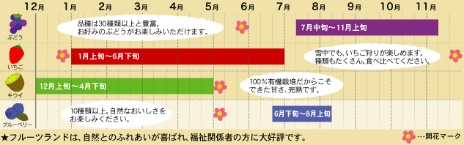 12月 1月 2月 3月 4月 5月 6月 7月 8月 9月 10月 11月
ぶどう
品種は30種類以上と豊富。
お好みのぶどうがお楽しみいただけます。
7月中旬〜11月上旬
いちご
1月上旬〜6月下旬
雪中でも、いちご狩りが楽しめます。
種類もたくさん。食べ比べてください。
キウイ
12月上旬〜4月下旬
100%有機栽培だからこそ
できた甘さ、完熟です。
ブルーベリー
10種類以上。自然なおいしさを
お楽しみください。
6月下旬〜8月上旬
★フルーツランドは、自然とのふれあいが喜ばれ、福祉関係者の方に大好評です。
…開花マーク